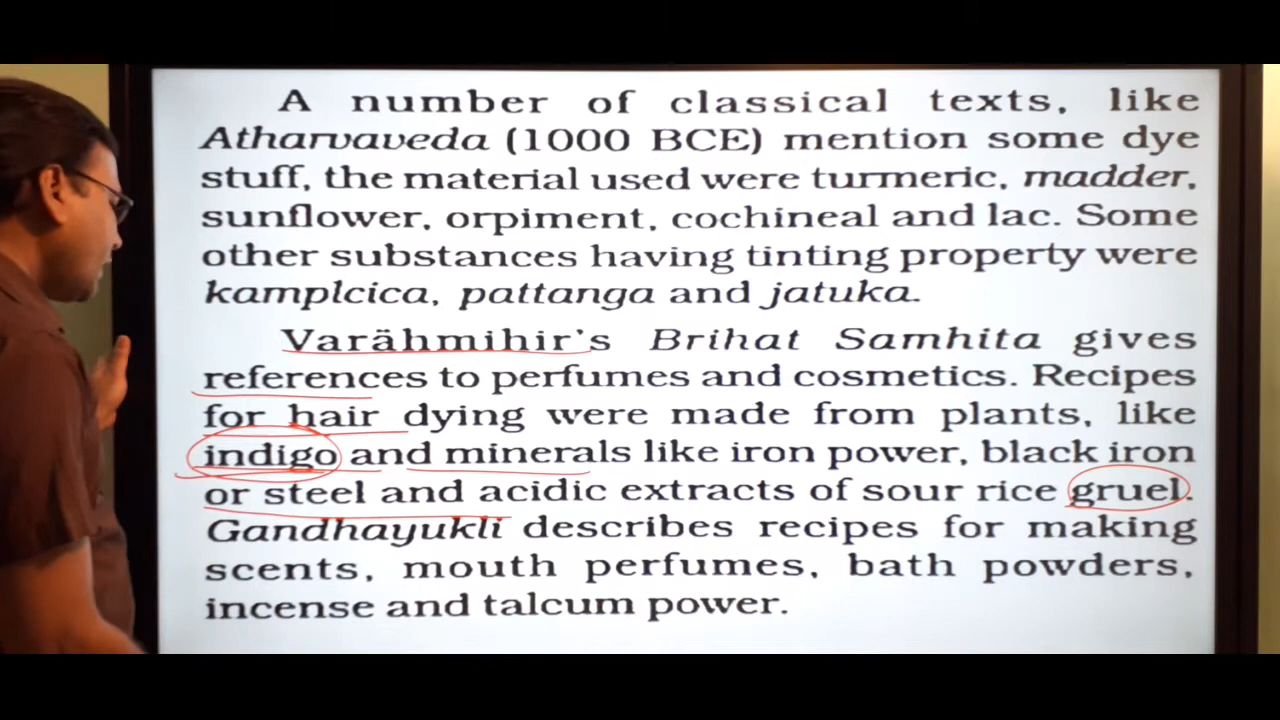 A number of classical texts, like
Atharvaveda (1000 BCE) mention some dye
stuff, the material used were turmeric, madder,
sunflower, orpiment, cochineal and lac. Some
other substances having tinting property were
kamplcica, pattanga and jatuka.
Varähmihir's Brihat Samhita gives
references to perfumes and cosmetics. Recipes
for hair dying were made from plants, like
indigo and minerals like iron power, black iron
or steel and acidic extracts of sour rice gruel.
Gandhayukli describes recipes for making
scents, mouth perfumes, bath powders,
incense and talcum power.